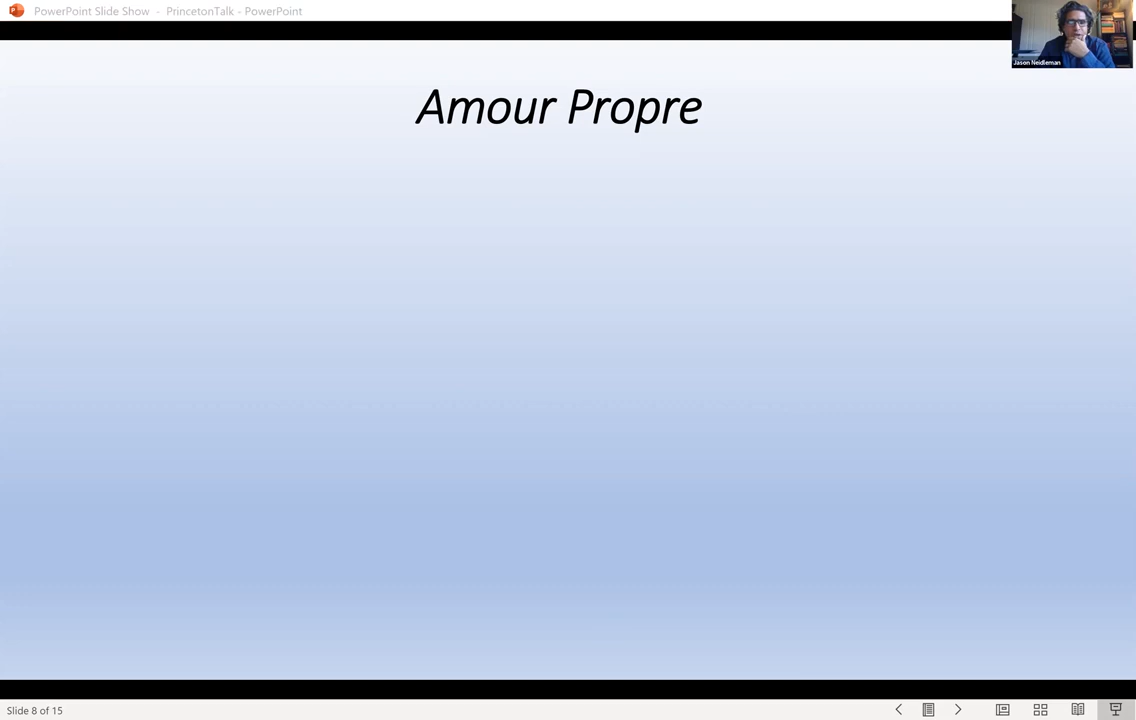 PowerPoint Slide Show - PrincetonTalk - PowerPoint
Jason Neidleman
Amour Propre
Slide 8 of 15